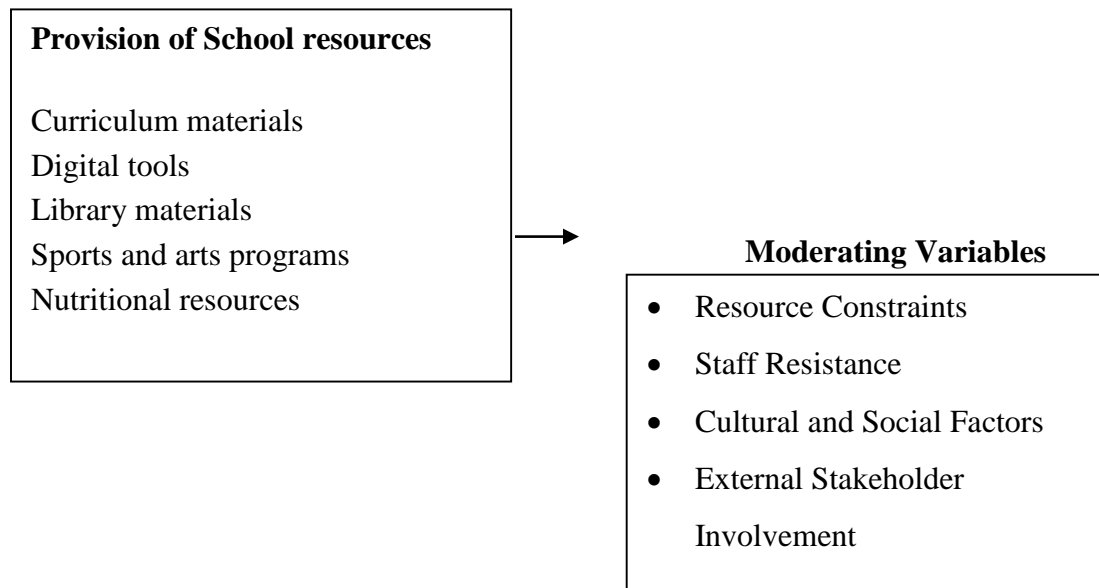 Provision of School resources
Curriculum materials
Digital tools
Library materials
Sports and arts programs
Nutritional resources
Moderating Variables
• Resource Constraints
• Staff Resistance
• Cultural and Social Factors
• External Stakeholder
Involvement